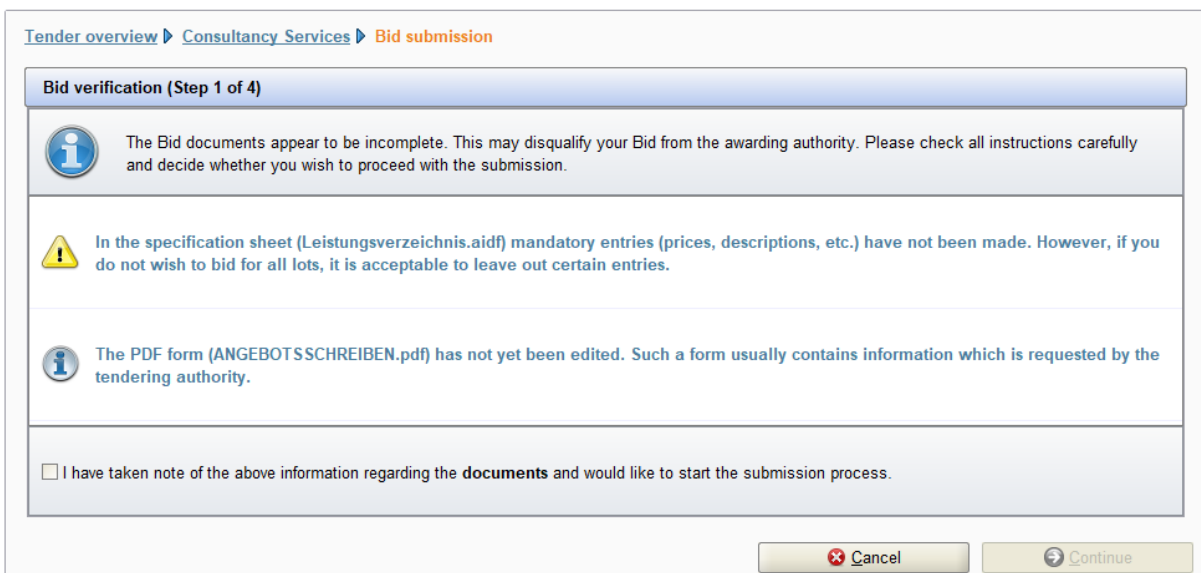 Tender overview Consultancy Services Bid submission
Bid verification (Step 1 of 4)
The Bid documents appear to be incomplete. This may disqualify your Bid from the awarding authority. Please check all instructions carefully
and decide whether you wish to proceed with the submission.
In the specification sheet (Leistungsverzeichnis.aidf) mandatory entries (prices, descriptions, etc.) have not been made. However, if you
do not wish to bid for all lots, it is acceptable to leave out certain entries.
The PDF form (ANGEBOTSSCHREIBEN.pdf) has not yet been edited. Such a form usually contains information which is requested by the
tendering authority.
I have taken note of the above information regarding the documents and would like to start the submission process.
Cancel Continue